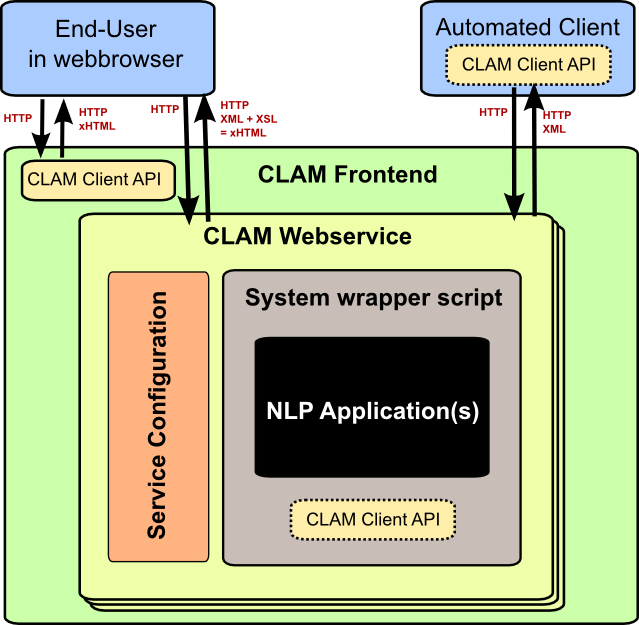 End-User
in webbrowser
Automated Client
CLAM Client API
HTTP
HTTP
xHTML
HTTP
HTTP
XML + XSL
= xHTML
HTTP
HTTP
XML
CLAM Client API
CLAM Frontend
CLAM Webservice
Service Configuration
System wrapper script
NLP Application(s)
CLAM Client API